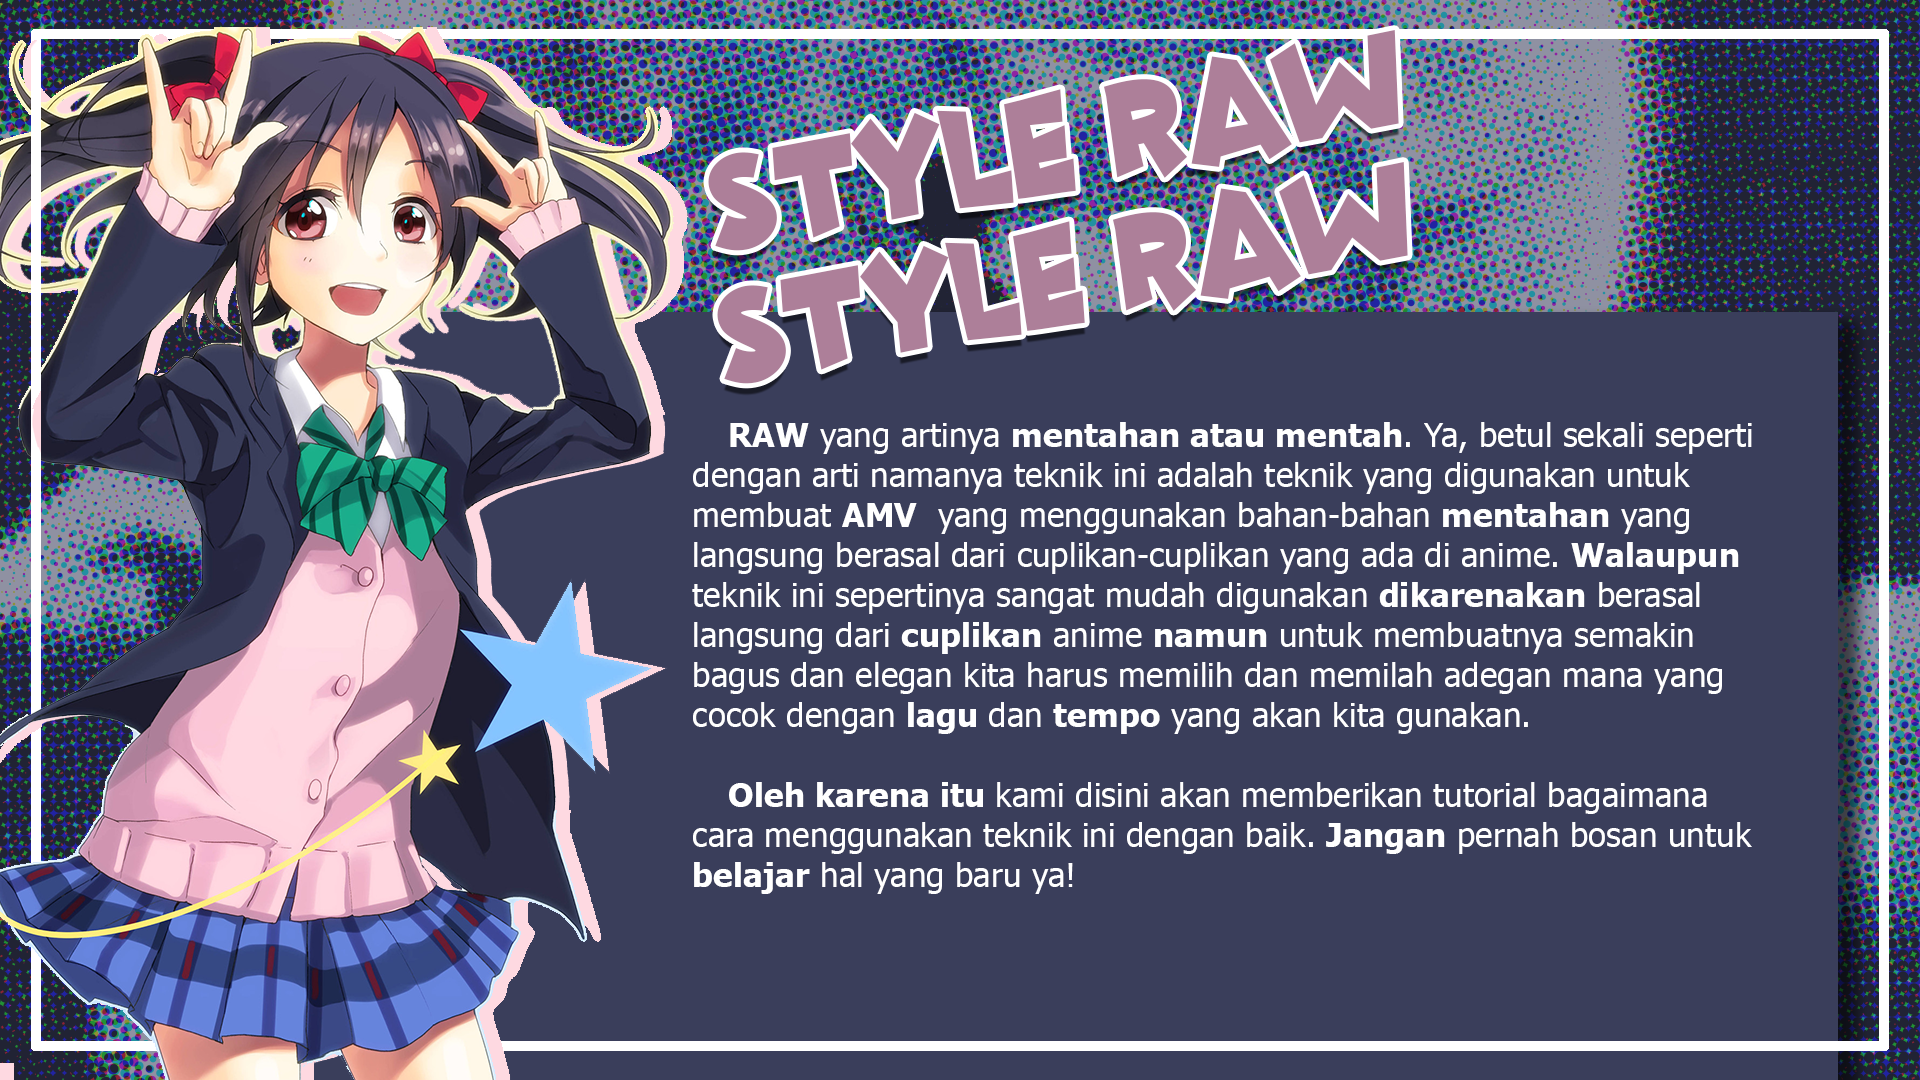 STYLE RAW
STYLE RAW
RAW yang artinya mentahan atau mentah. Ya, betul sekali seperti
dengan arti namanya teknik ini adalah teknik yang digunakan untuk
membuat AMV yang menggunakan bahan-bahan mentahan yang
langsung berasal dari cuplikan-cuplikan yang ada di anime. Walaupun
teknik ini sepertinya sangat mudah digunakan dikarenakan berasal
langsung dari cuplikan anime namun untuk membuatnya semakin
bagus dan elegan kita harus memilih dan memilah adegan mana yang
cocok dengan lagu dan tempo yang akan kita gunakan.
Oleh karena itu kami disini akan memberikan tutorial bagaimana
cara menggunakan teknik ini dengan baik. Jangan pernah bosan untuk
belajar hal yang baru ya!